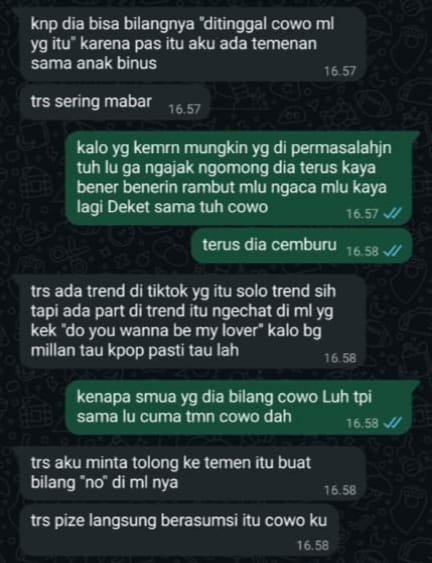 knp dia bisa bilangnya "ditinggal cowo ml
yg itu" karena pas itu aku ada temenan
sama anak binus
16.57
trs sering mabar
16.57
kalo yg kemrn mungkin yg di permasalahjn
tuh lu ga ngajak ngomong dia terus kaya
bener benerin rambut mlu ngaca mlu kaya
lagi Deket sama tuh cowo
16.57
terus dia cemburu
16.58
trs ada trend di tiktok yg itu solo trend sih
tapi ada part di trend itu ngechat di ml yg
kek "do you wanna be my lover" kalo bg
millan tau kpop pasti tau lah
16.58
kenapa smua yg dia bilang cowo Luh tpi
sama lu cuma tmn cowo dah
16.58
trs aku minta tolong ke temen itu buat
bilang "no" di ml nya
16.58
trs pize langsung berasumsi itu cowo ku
16.58